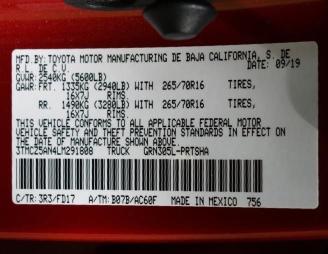 MFD.BY: TOYOTA MOTOR MANUFACTURING DE BAJA CALIFORNIA, S. DE
R.L. DE C.V. DATE: 09/19
GVWR: 2540KG (5600LB)
GAWR: FRT. 1335KG (2940LB) WITH 265/70R16 TIRES,
16X7J RIMS
RR. 1490KG (3280LB) WITH 265/70R16 TIRES,
16X7J RIMS
THIS VEHICLE CONFORMS TO ALL APPLICABLE FEDERAL MOTOR
VEHICLE SAFETY AND THEFT PREVENTION STANDARDS IN EFFECT ON
THE DATE OF MANUFACTURE SHOWN ABOVE.
3TMCZ5AN4LM291808 TRUCK GRN305L-PRTSHA
C/TR: 3R3/FD17 A/TM: B07B/AC60F MADE IN MEXICO 756